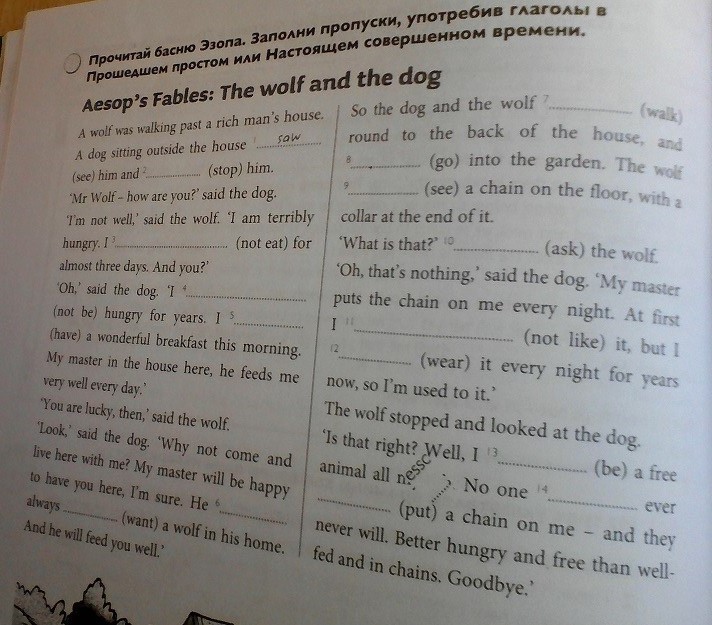 Прочитай басню Эзопа. Заполни пропуски, употребив глаголы в
Прошедшем простом или Настоящем совершенном времени.
Aesop's Fables: The wolf and the dog
A wolf was walking past a rich man's house.
A dog sitting outside the house 1 saw
(see) him and 2 (stop) him.
'Mr Wolf – how are you?' said the dog.
'I'm not well,' said the wolf. 'I am terribly
hungry. I 3 (not eat) for
almost three days. And you?'
'Oh,' said the dog. 'I 4
(not be) hungry for years. I 5
(have) a wonderful breakfast this morning.
My master in the house here, he feeds me
very well every day.'
'You are lucky, then,' said the wolf.
'Look,' said the dog. 'Why not come and
live here with me? My master will be happy
to have you here, I'm sure. He 6
always (want) a wolf in his home.
And he will feed you well.'
So the dog and the wolf 7 (walk)
round to the back of the house, and
8 (go) into the garden. The wolf
9 (see) a chain on the floor, with a
collar at the end of it.
'What is that?' 10 (ask) the wolf.
'Oh, that's nothing,' said the dog. 'My master
puts the chain on me every night. At first
I 11 (not like) it, but I
12 (wear) it every night for years
now, so I'm used to it.'
The wolf stopped and looked at the dog.
'Is that right? Well, I 13 (be) a free
animal all . No one 14 ever
(put) a chain on me – and they
never will. Better hungry and free than well-
fed and in chains. Goodbye.'